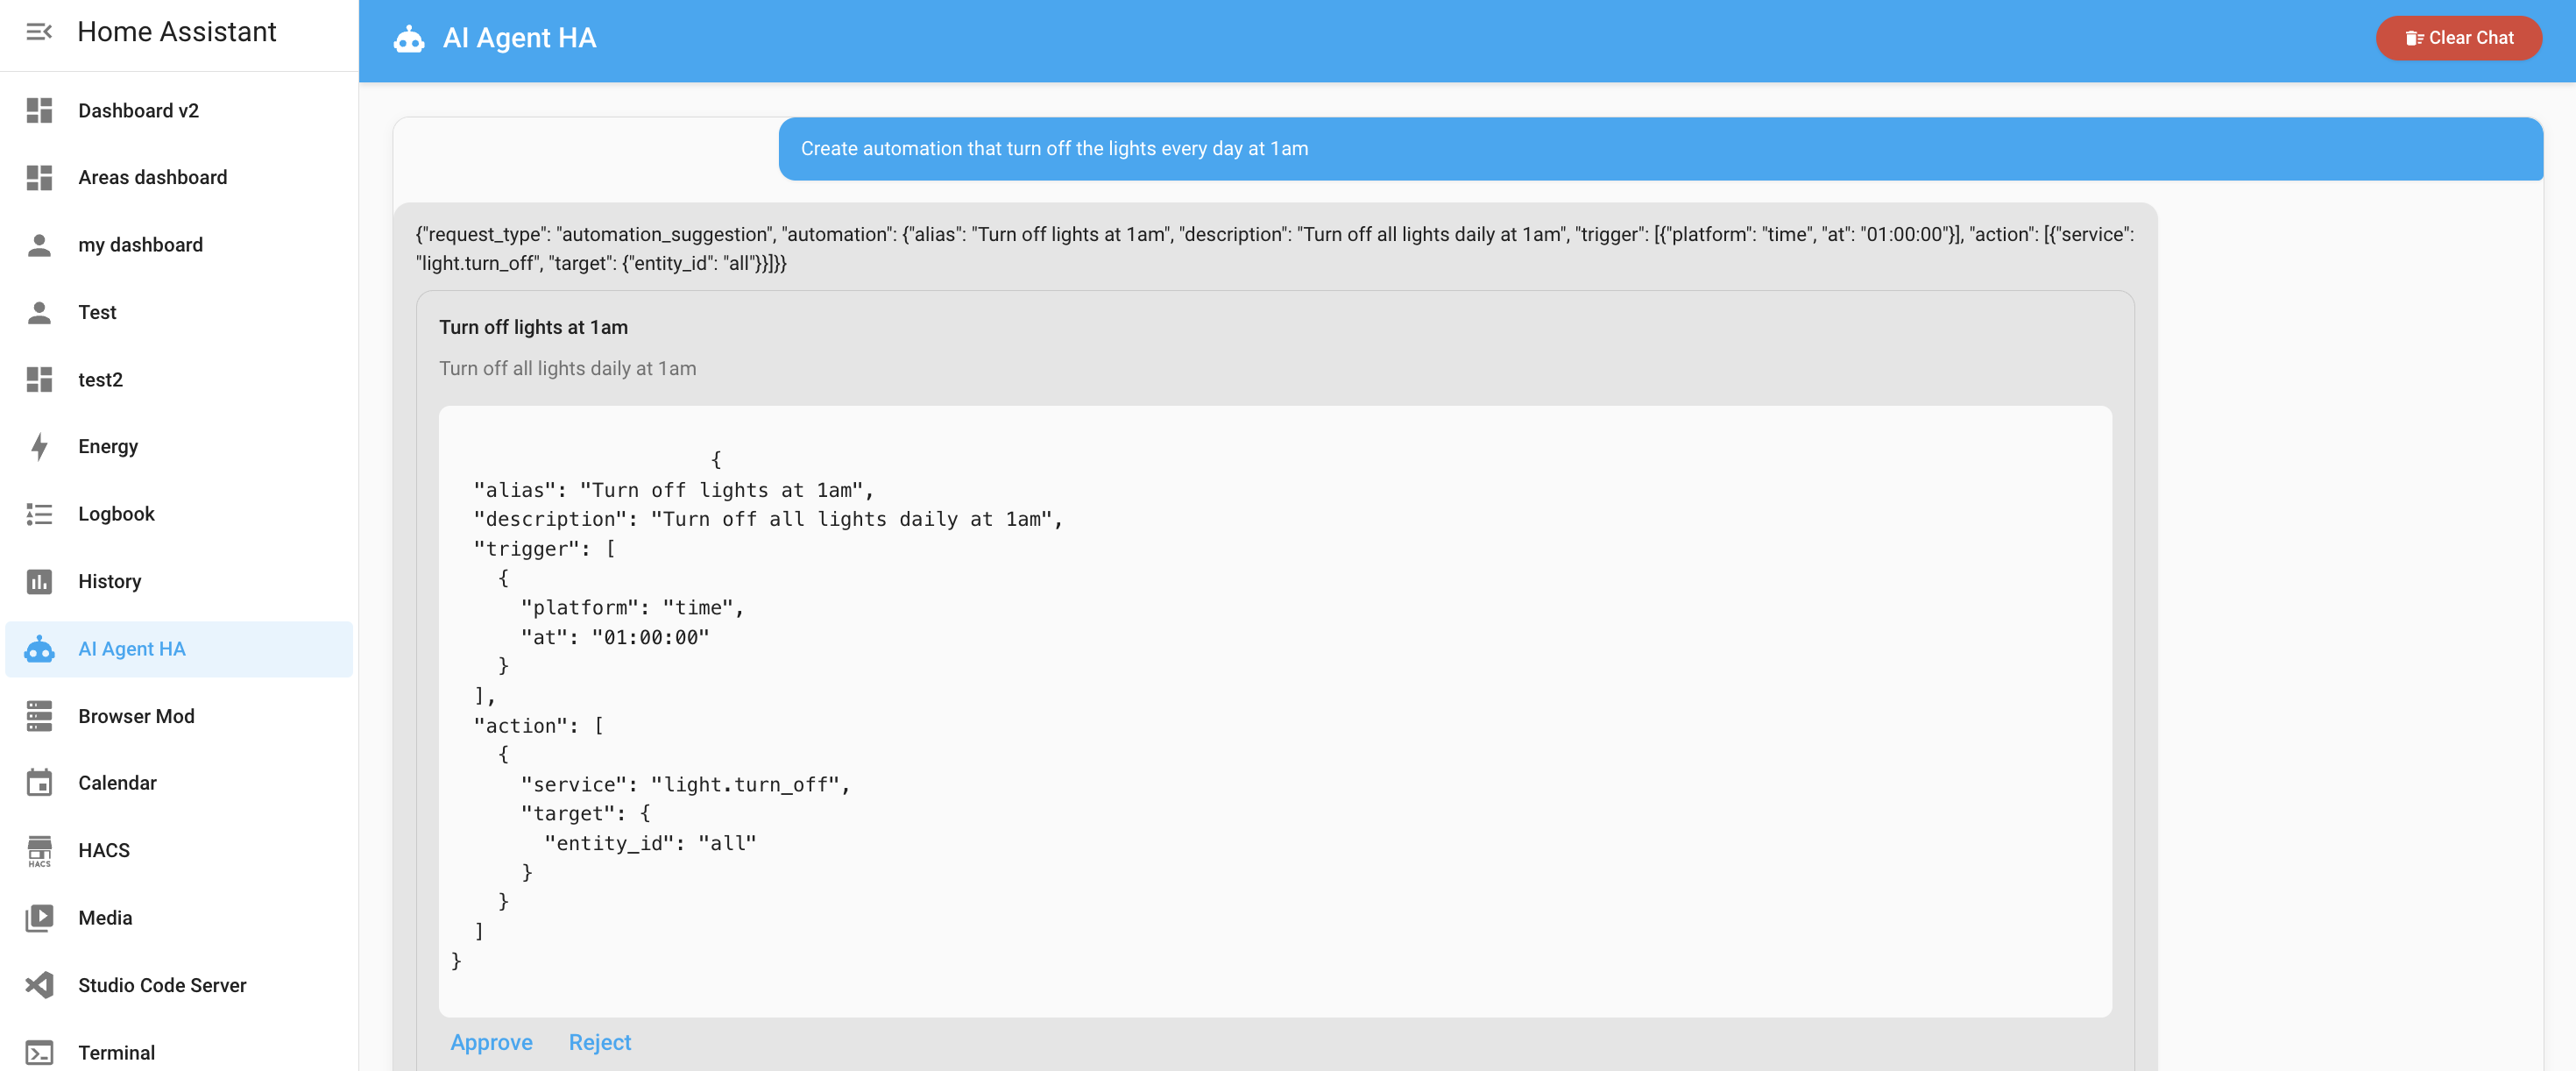 Home Assistant
Dashboard v2
Areas dashboard
my dashboard
Test
test2
Energy
Logbook
History
AI Agent HA
Browser Mod
Calendar
HACS
HACS
Media
Studio Code Server
Terminal
AI Agent HA
Clear Chat
Create automation that turn off the lights every day at 1am
{"request_type": "automation_suggestion", "automation": {"alias": "Turn off lights at 1am", "description": "Turn off all lights daily at 1am", "trigger": [{"platform": "time", "at": "01:00:00"}], "action": [{"service":
"light.turn_off", "target": {"entity_id": "all"}}]}}
Turn off lights at 1am
Turn off all lights daily at 1am
{
"alias": "Turn off lights at 1am",
"description": "Turn off all lights daily at 1am",
"trigger": [
{
"platform": "time",
"at": "01:00:00"
}
],
"action": [
{
"service": "light.turn_off",
"target": {
"entity_id": "all"
}
}
]
}
Approve Reject